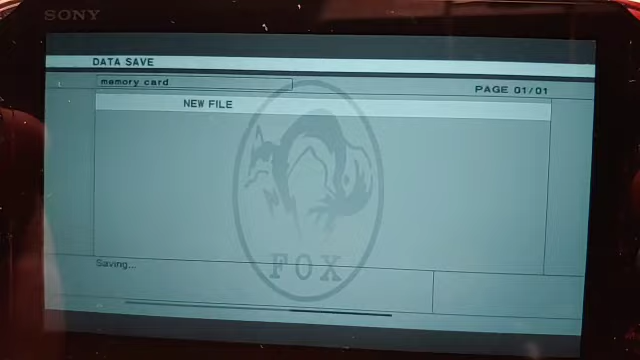 SONY
DATA SAVE
memory card
PAGE 01/01
NEW FILE
FOX
Saving...